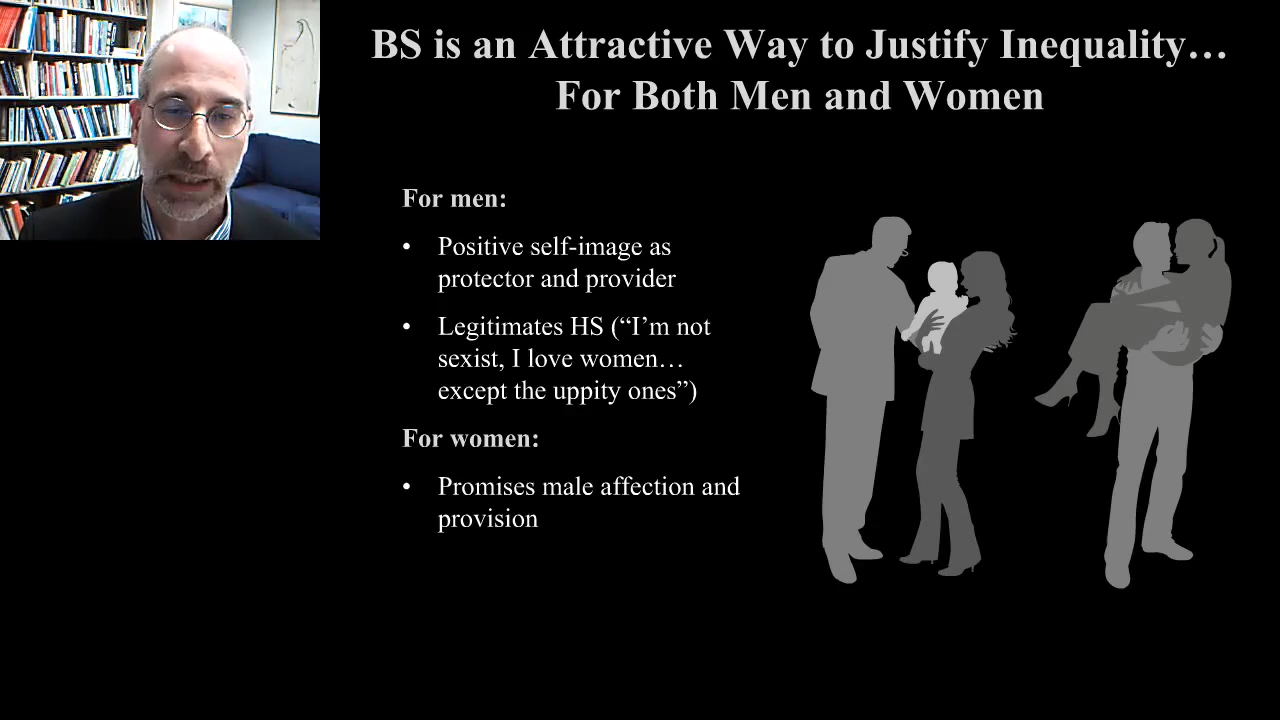 BS is an Attractive Way to Justify Inequality…
For Both Men and Women
For men:
• Positive self-image as
protector and provider
• Legitimates HS (“I’m not
sexist, I love women…
except the uppity ones”)
For women:
• Promises male affection and
provision